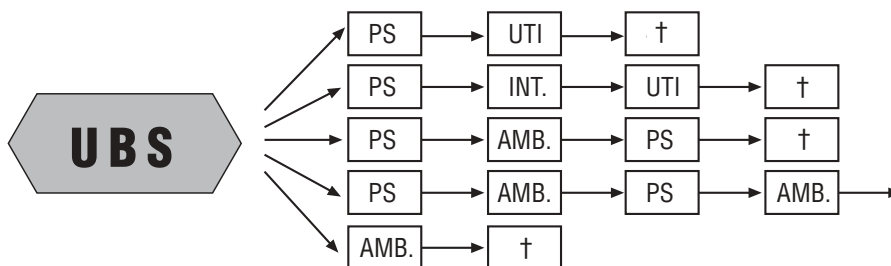 PS UTI †
PS INT. UTI †
UBS PS AMB. PS †
PS AMB. PS AMB.
AMB. †